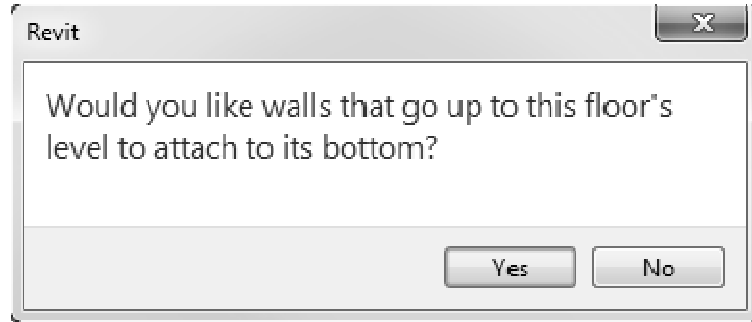 Revit
Would you like walls that go up to this floor"s
level to attach to its bottom?
Yes No